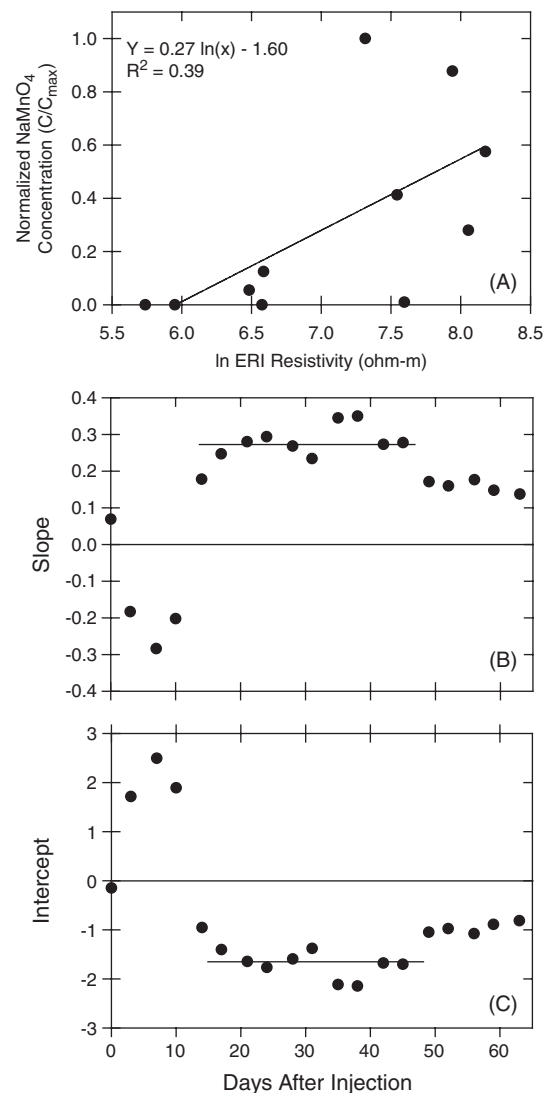 Normalized NaMnO4
Concentration (C/Cmax)
Y = 0.27 ln(x) - 1.60
R² = 0.39
1.0
0.8
0.6
0.4
0.2
0.0
(A)
5.5 6.0 6.5 7.0 7.5 8.0 8.5
ln ERI Resistivity (ohm-m)
Slope
0.4
0.3
0.2
0.1
0.0
-0.1
-0.2
-0.3
-0.4
(B)
Intercept
3
2
1
0
-1
-2
-3
(C)
0 10 20 30 40 50 60
Days After Injection